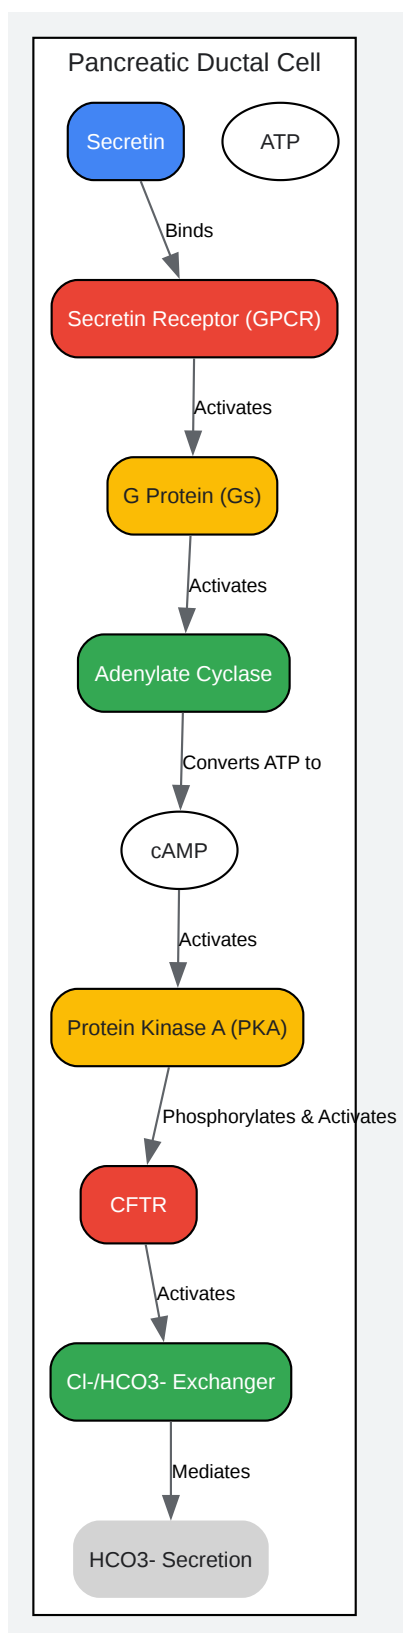 Pancreatic Ductal Cell
Secretin
ATP
Binds
Secretin Receptor (GPCR)
Activates
G Protein (Gs)
Activates
Adenylate Cyclase
Converts ATP to
cAMP
Activates
Protein Kinase A (PKA)
Phosphorylates & Activates
CFTR
Activates
Cl-/HCO3- Exchanger
Mediates
HCO3- Secretion